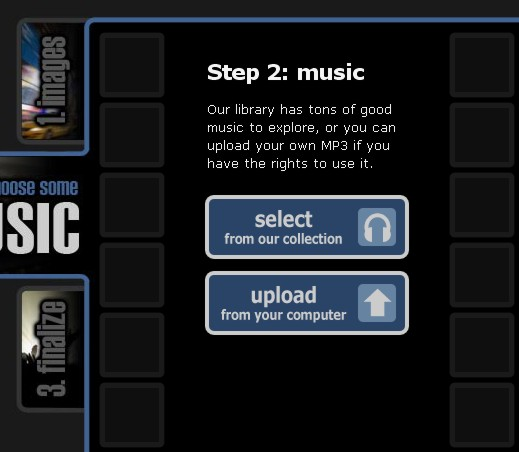 1. images
oose some
USIC
3. finalize
Step 2: music
Our library has tons of good
music to explore, or you can
upload your own MP3 if you
have the rights to use it.
select
from our collection
upload
from your computer